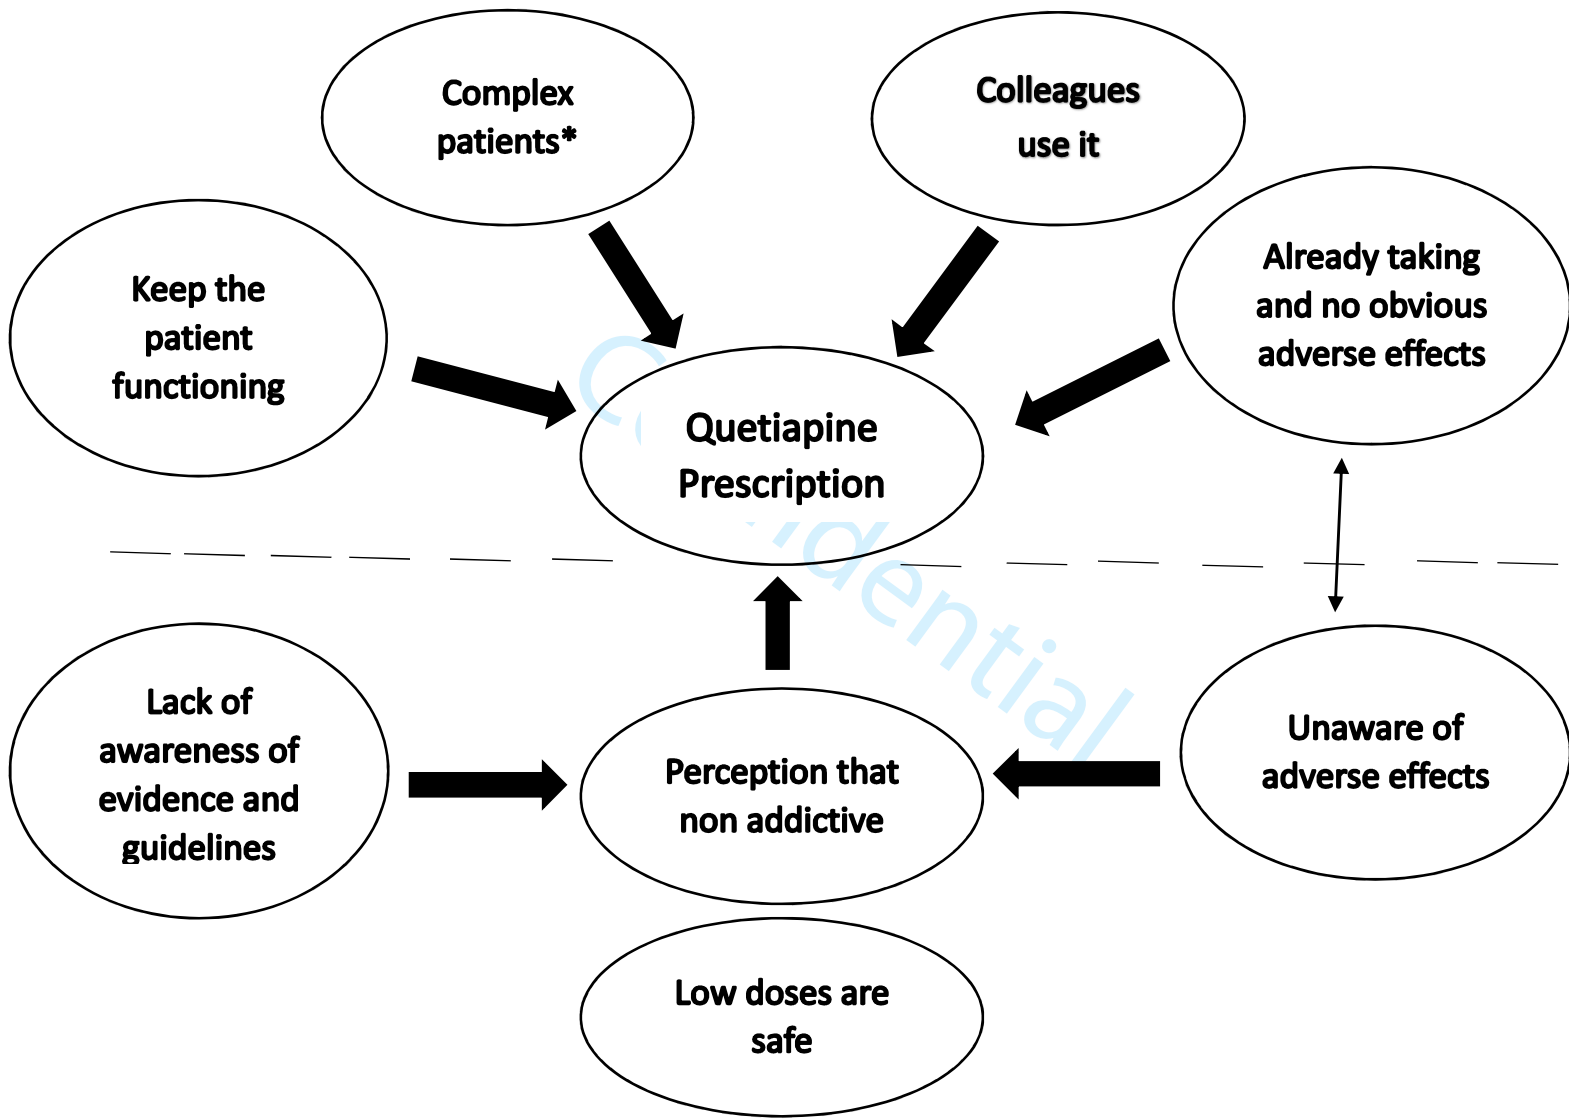 Complex
patients*
Colleagues
use it
Keep the
patient
functioning
Already taking
and no obvious
adverse effects
Quetiapine
Prescription
Lack of
awareness of
evidence and
guidelines
Perception that
non addictive
Unaware of
adverse effects
Low doses are
safe